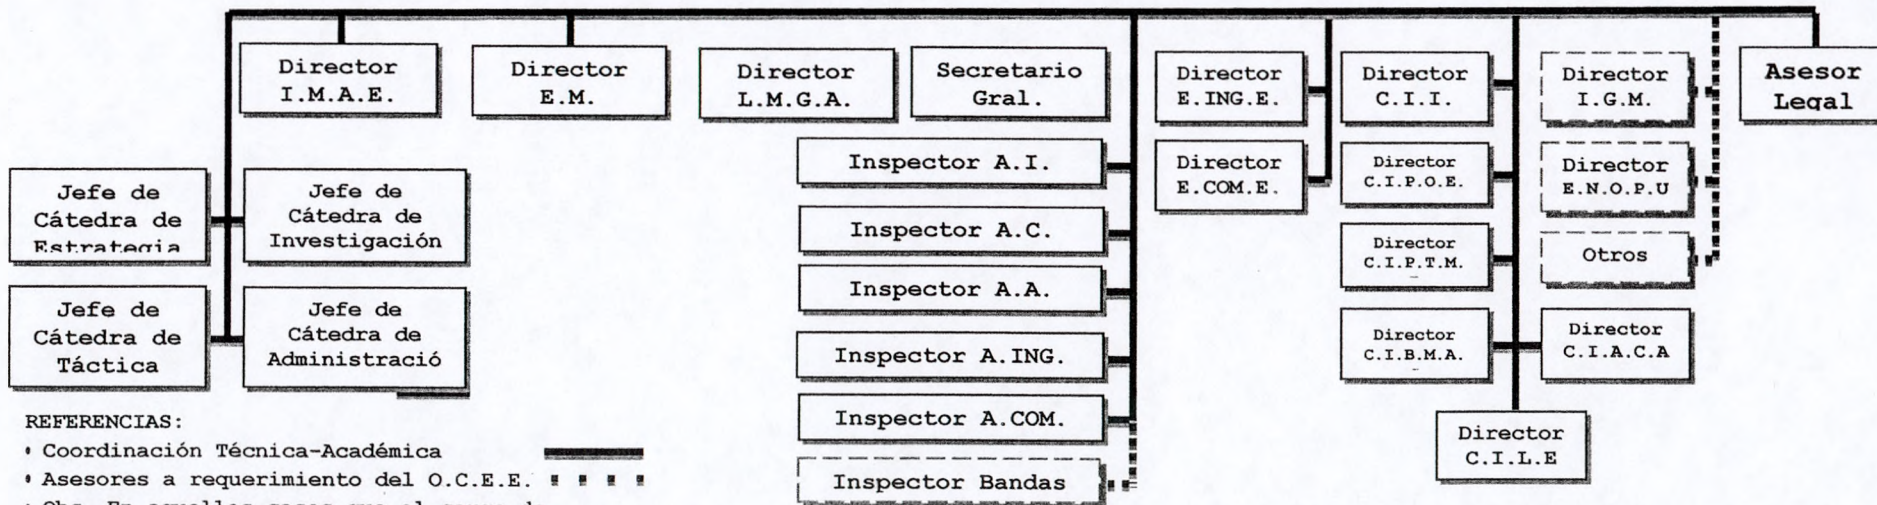 Director
I.M.A.E.
Director
E.M.
Director
L.M.G.A.
Secretario
Gral.
Director
E.ING.E.
Director
C.I.I.
Director
I.G.M.
Asesor
Legal
Inspector A.I.
Director
E.COM.E.
Director
C.I.P.O.E.
Director
E.N.O.P.U
Jefe de
Cátedra de
Estrategia
Jefe de
Cátedra de
Investigación
Inspector A.C.
Director
C.I.P.T.M.
Otros
Inspector A.A.
Jefe de
Cátedra de
Táctica
Jefe de
Cátedra de
Administració
Inspector A.ING.
Director
C.I.B.M.A.
Director
C.I.A.C.A
Inspector A.COM.
Director
C.I.L.E
Inspector Bandas
REFERENCIAS:
Coordinación Técnica-Académica
Asesores a requerimiento del O.C.E.E.